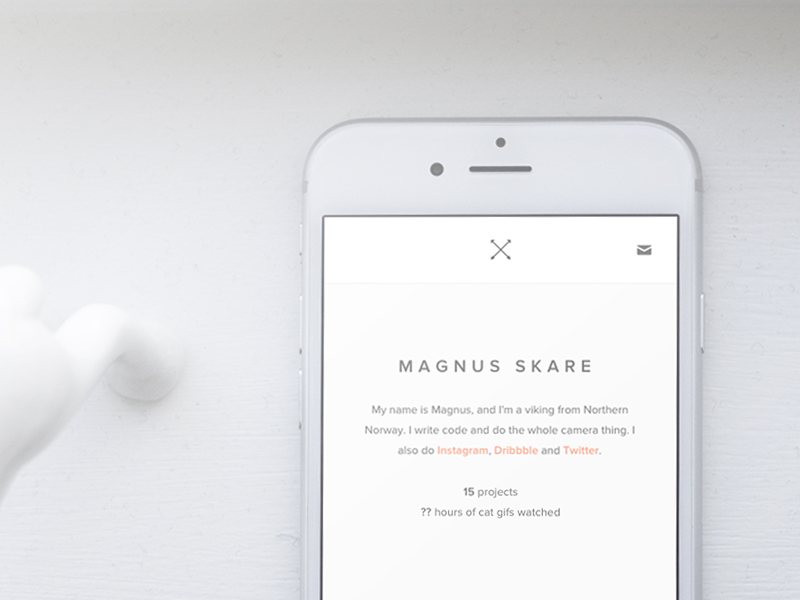 MAGNUS SKARE
My name is Magnus, and I'm a viking from Northern
Norway. I write code and do the whole camera thing. I
also do Instagram, Dribbble and Twitter.
15 projects
?? hours of cat gifs watched